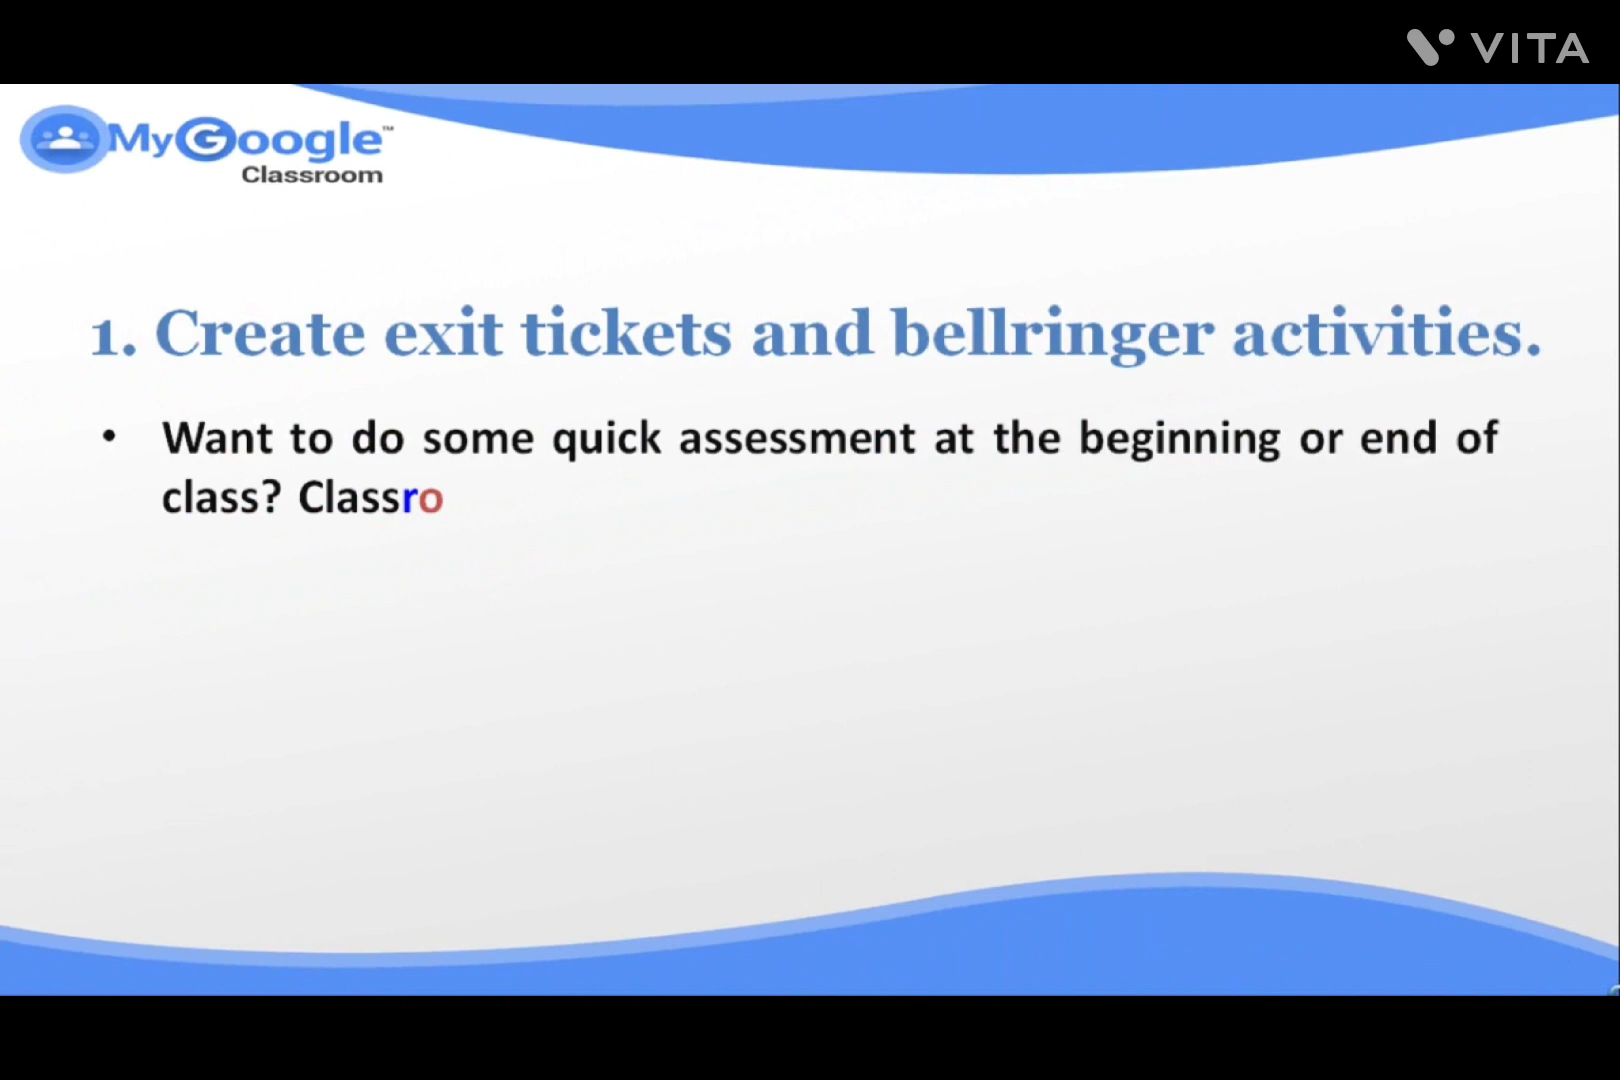 VITA
MyGoogle™
Classroom
1. Create exit tickets and bellringer activities.
• Want to do some quick assessment at the beginning or end of
class? Classro